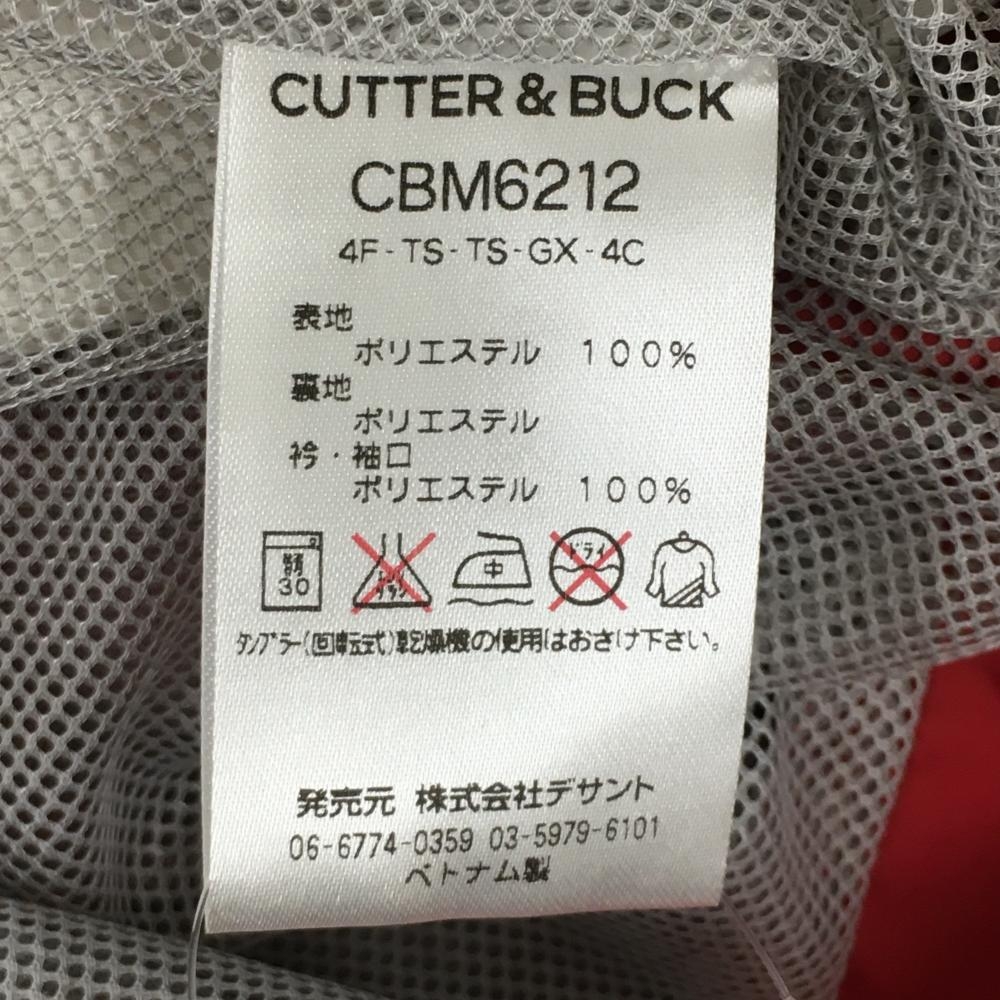 CUTTER & BUCK
CBM6212
4F-TS-TS-GX-4C
表地
ポリエステル 100%
裏地
ポリエステル
衿・袖口
ポリエステル 100%
30
中
ドライ
タンブラー(回転式)乾燥機の使用はおさけ下さい。
発売元 株式会社デサント
06-6774-0359 03-5979-6101
ベトナム製